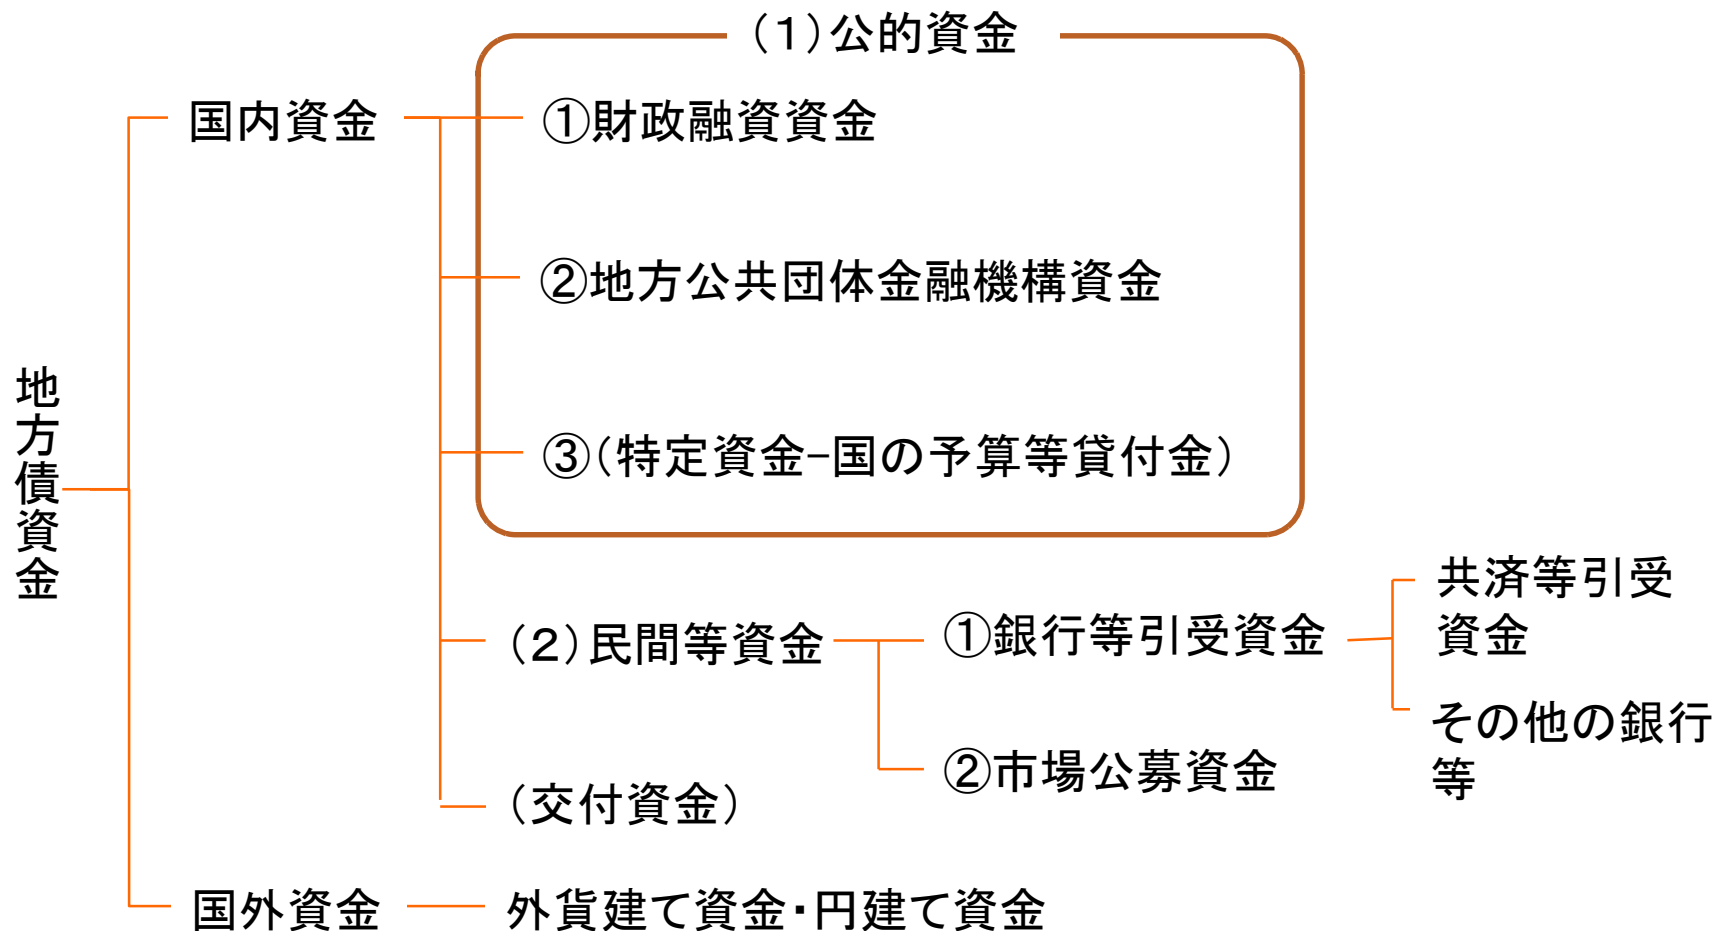 (1)公的資金
国内資金
①財政融資資金
②地方公共団体金融機構資金
③(特定資金−国の予算等貸付金)
地方債資金
(2)民間等資金
①銀行等引受資金
共済等引受
資金
その他の銀行
等
②市場公募資金
(交付資金)
国外資金
外貨建て資金・円建て資金